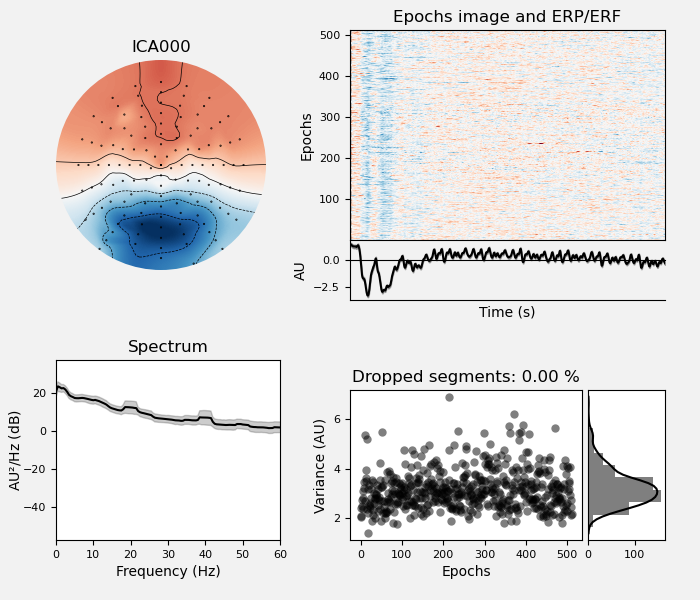 ICA000
Epochs image and ERP/ERF
500
400
300
200
100
Epochs
0.0
−2.5
AU
Time (s)
Spectrum
20
0
−20
−40
AU²/Hz (dB)
0 10 20 30 40 50 60
Frequency (Hz)
Dropped segments: 0.00 %
6
4
2
Variance (AU)
0 100 200 300 400 500
Epochs
0 100